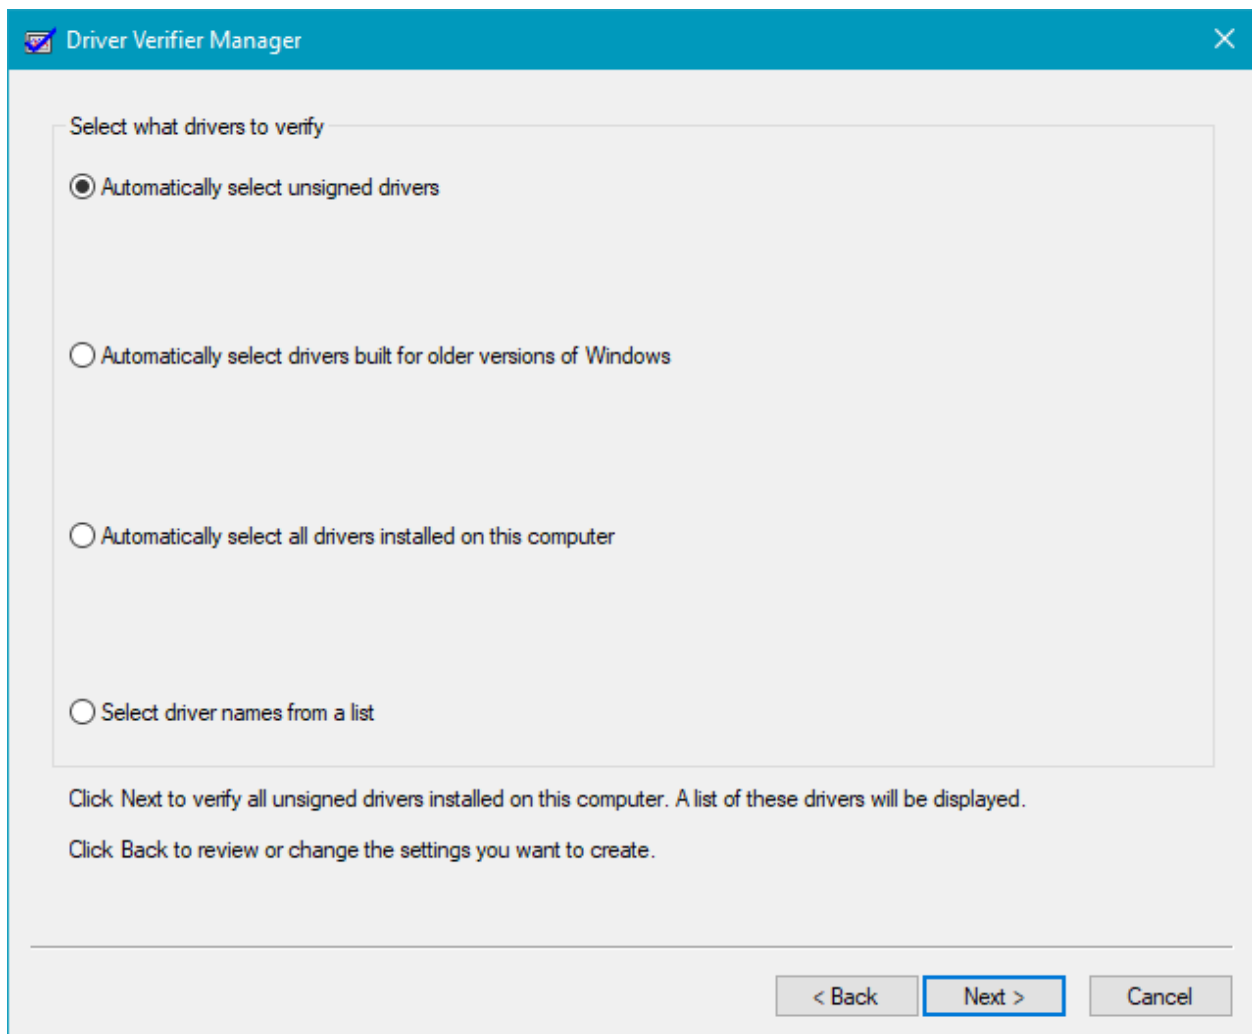 Driver Verifier Manager
Select what drivers to verify
Automatically select unsigned drivers
Automatically select drivers built for older versions of Windows
Automatically select all drivers installed on this computer
Select driver names from a list
Click Next to verify all unsigned drivers installed on this computer. A list of these drivers will be displayed.
Click Back to review or change the settings you want to create.
< Back Next > Cancel